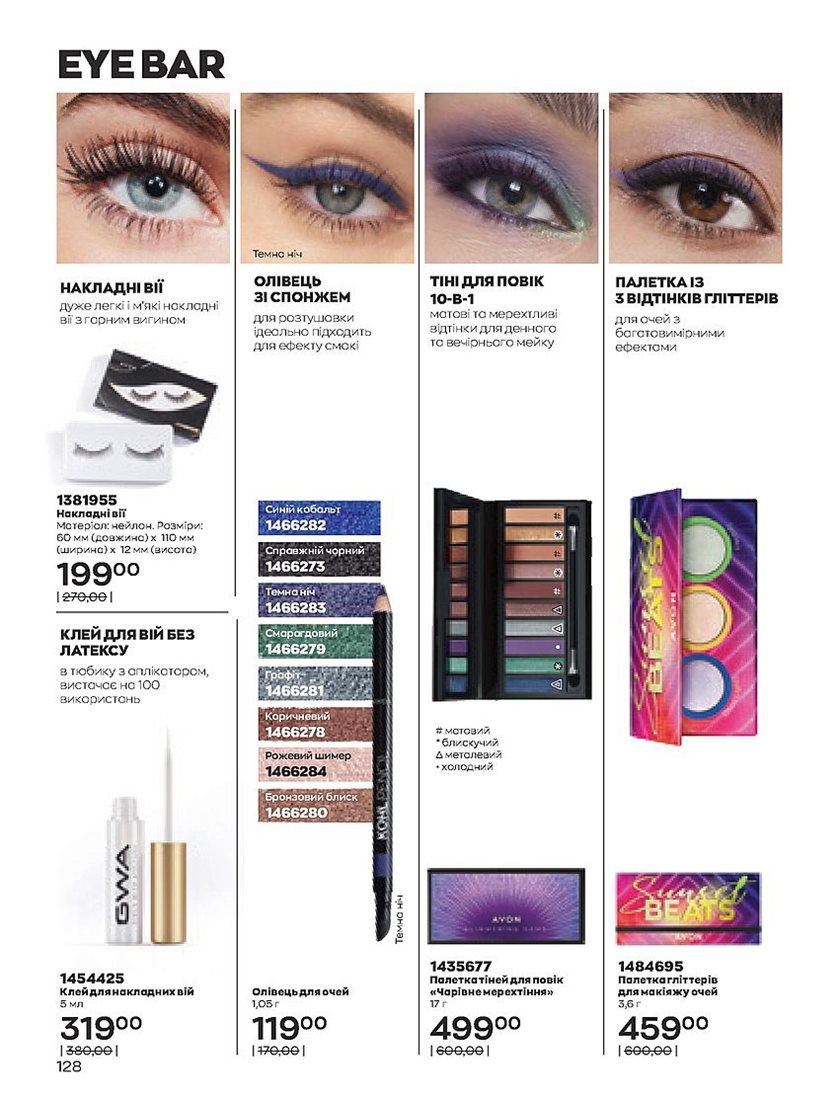 EYE BAR
НАКЛАДНІ ВІЇ
дуже легкі і м'які накладні
вії з гарним вигином
1381955
Накладні вії
Матеріал: нейлон. Розміри:
60 мм (довжина) х 110 мм
(ширина) х 12 мм (висота)
199⁰⁰
|270,00|
КЛЕЙ ДЛЯ ВІЙ БЕЗ
ЛАТЕКСУ
в тюбику з аплікатором,
вистачає на 100
використань
GWA
1454425
Клей для накладних вій
5 мл
319⁰⁰
|380,00|
128
Темна ніч
ОЛІВЕЦЬ
ЗІ СПОНЖЕМ
для розтушовки
ідеально підходить
для ефекту смокі
Синій кобальт
1466282
Справжній чорний
1466273
Темна ніч
1466283
Смарагдовий
1466279
Графіт
1466281
Коричневий
1466278
Рожевий шимер
1466284
Бронзовий блиск
1466280
KOHL PENCIL
Темна ніч
Олівець для очей
1,05 г
119⁰⁰
|170,00|
ТІНІ ДЛЯ ПОВІК
10-В-1
матові та мерехтливі
відтінки для денного
та вечірнього мейку
# матовий
* блискучий
Δ металевий
• холодний
AVON
GLIMMERING GEMS
1435677
Палетка тіней для повік
«Чарівне мерехтіння»
17 г
499⁰⁰
|600,00|
ПАЛЕТКА ІЗ
3 ВІДТІНКІВ ГЛІТТЕРІВ
для очей з
багатовимірними
ефектами
Sunset
BEATS
AVON
Sunset
BEATS
AVON
1484695
Палетка гліттерів
для макіяжу очей
3,6 г
459⁰⁰
|600,00|